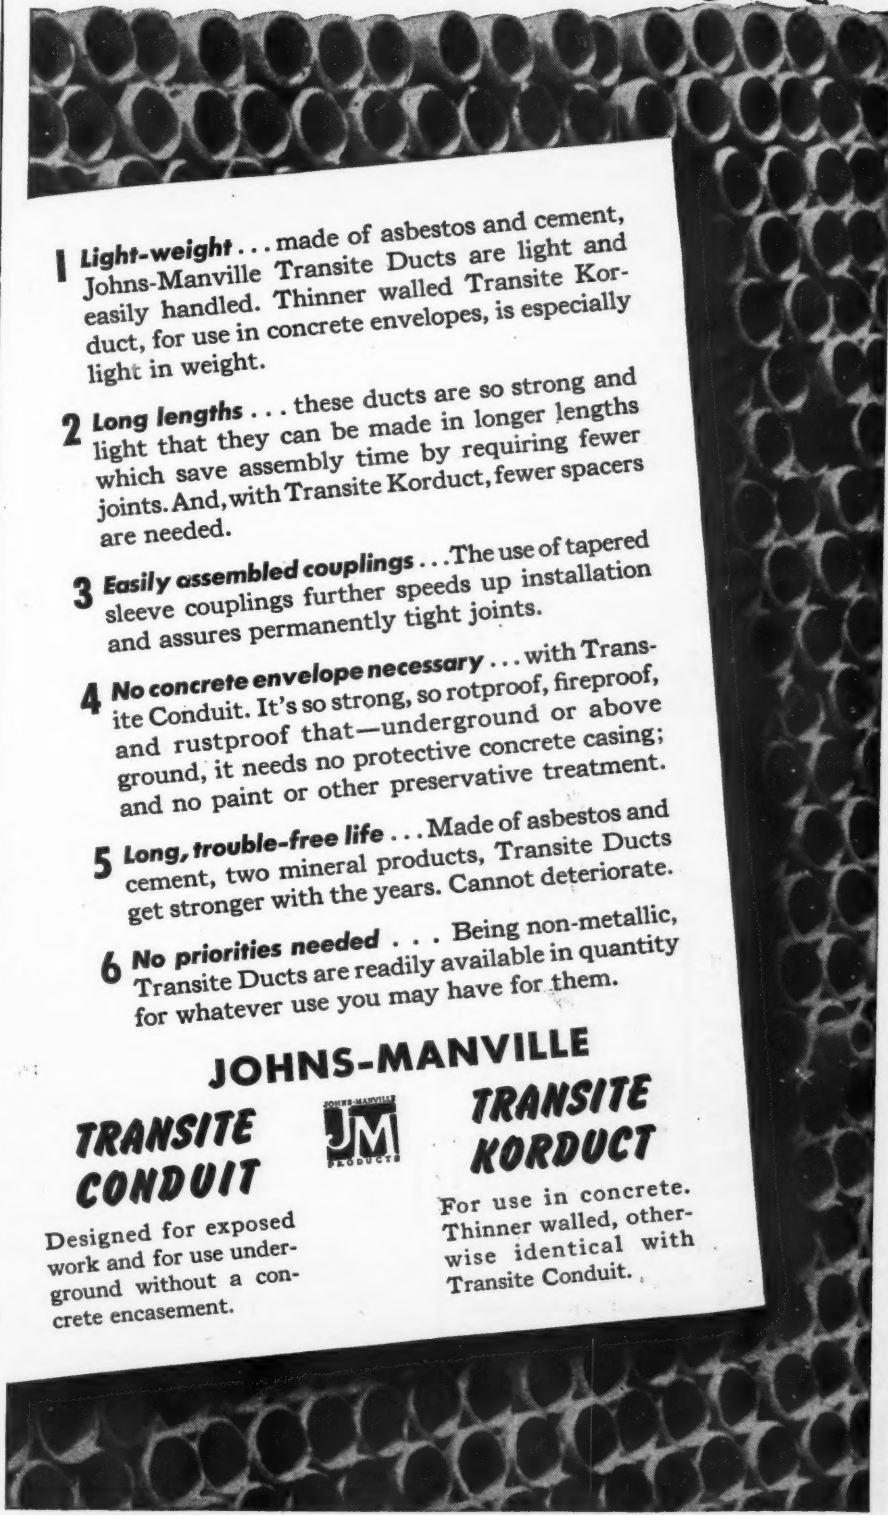 1 Light-weight . . . made of asbestos and cement,
Johns-Manville Transite Ducts are light and
easily handled. Thinner walled Transite Kor-
duct, for use in concrete envelopes, is especially
light in weight.
2 Long lengths . . . these ducts are so strong and
light that they can be made in longer lengths
which save assembly time by requiring fewer
joints. And, with Transite Korduct, fewer spacers
are needed.
3 Easily assembled couplings . . . The use of tapered
sleeve couplings further speeds up installation
and assures permanently tight joints.
4 No concrete envelope necessary . . . with Trans-
ite Conduit. It's so strong, so rotproof, fireproof,
and rustproof that—underground or above
ground, it needs no protective concrete casing;
and no paint or other preservative treatment.
5 Long, trouble-free life . . . Made of asbestos and
cement, two mineral products, Transite Ducts
get stronger with the years. Cannot deteriorate.
6 No priorities needed . . . Being non-metallic,
Transite Ducts are readily available in quantity
for whatever use you may have for them.
JOHNS-MANVILLE
TRANSITE
CONDUIT
Designed for exposed
work and for use under-
ground without a con-
crete encasement.
JOHNS-MANVILLE
JM
PRODUCTS
TRANSITE
KORDUCT
For use in concrete.
Thinner walled, other-
wise identical with
Transite Conduit.